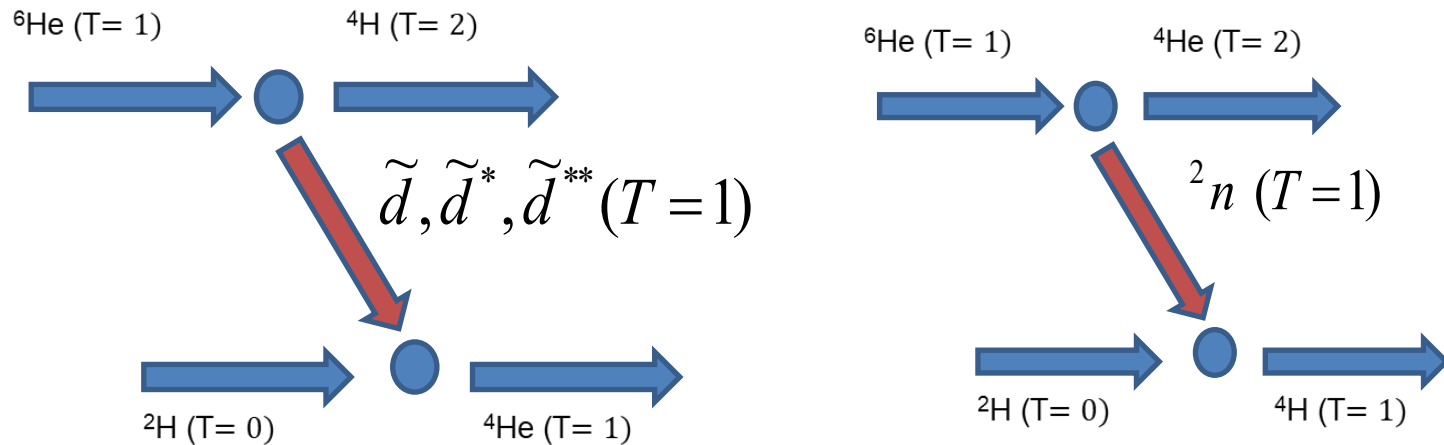 ⁶He (T= 1)
⁴H (T= 2)
d̃, d̃*, d̃** (T = 1)
²H (T= 0)
⁴He (T= 1)
⁶He (T= 1)
⁴He (T= 2)
²n (T = 1)
²H (T= 0)
⁴H (T= 1)